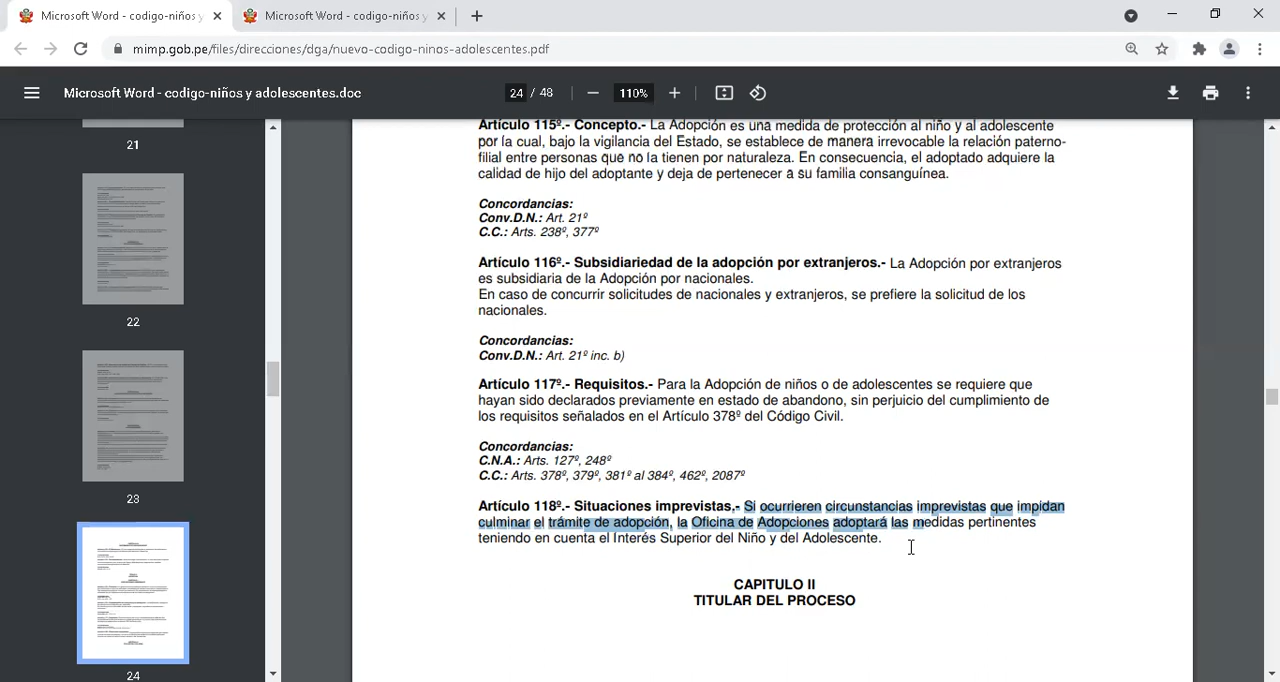 Microsoft Word - codigo-niños y
Microsoft Word - codigo-niños y
mimp.gob.pe/files/direcciones/dga/nuevo-codigo-ninos-adolescentes.pdf
Microsoft Word - codigo-niños y adolescentes.doc
24 / 48
110%
21
22
23
24
Artículo 115º.- Concepto.- La Adopción es una medida de protección al niño y al adolescente
por la cual, bajo la vigilancia del Estado, se establece de manera irrevocable la relación paterno-
filial entre personas que no la tienen por naturaleza. En consecuencia, el adoptado adquiere la
calidad de hijo del adoptante y deja de pertenecer a su familia consanguínea.
Concordancias:
Conv.D.N.: Art. 21º
C.C.: Arts. 238º, 377º
Artículo 116º.- Subsidiariedad de la adopción por extranjeros.- La Adopción por extranjeros
es subsidiaria de la Adopción por nacionales.
En caso de concurrir solicitudes de nacionales y extranjeros, se prefiere la solicitud de los
nacionales.
Concordancias:
Conv.D.N.: Art. 21º inc. b)
Artículo 117º.- Requisitos.- Para la Adopción de niños o de adolescentes se requiere que
hayan sido declarados previamente en estado de abandono, sin perjuicio del cumplimiento de
los requisitos señalados en el Artículo 378º del Código Civil.
Concordancias:
C.N.A.: Arts. 127º, 248º
C.C.: Arts. 378º, 379º, 381º al 384º, 462º, 2087º
Artículo 118º.- Situaciones imprevistas.- Si ocurrieren circunstancias imprevistas que impidan
culminar el trámite de adopción, la Oficina de Adopciones adoptará las medidas pertinentes
teniendo en cuenta el Interés Superior del Niño y del Adolescente.
CAPITULO II
TITULAR DEL PROCESO